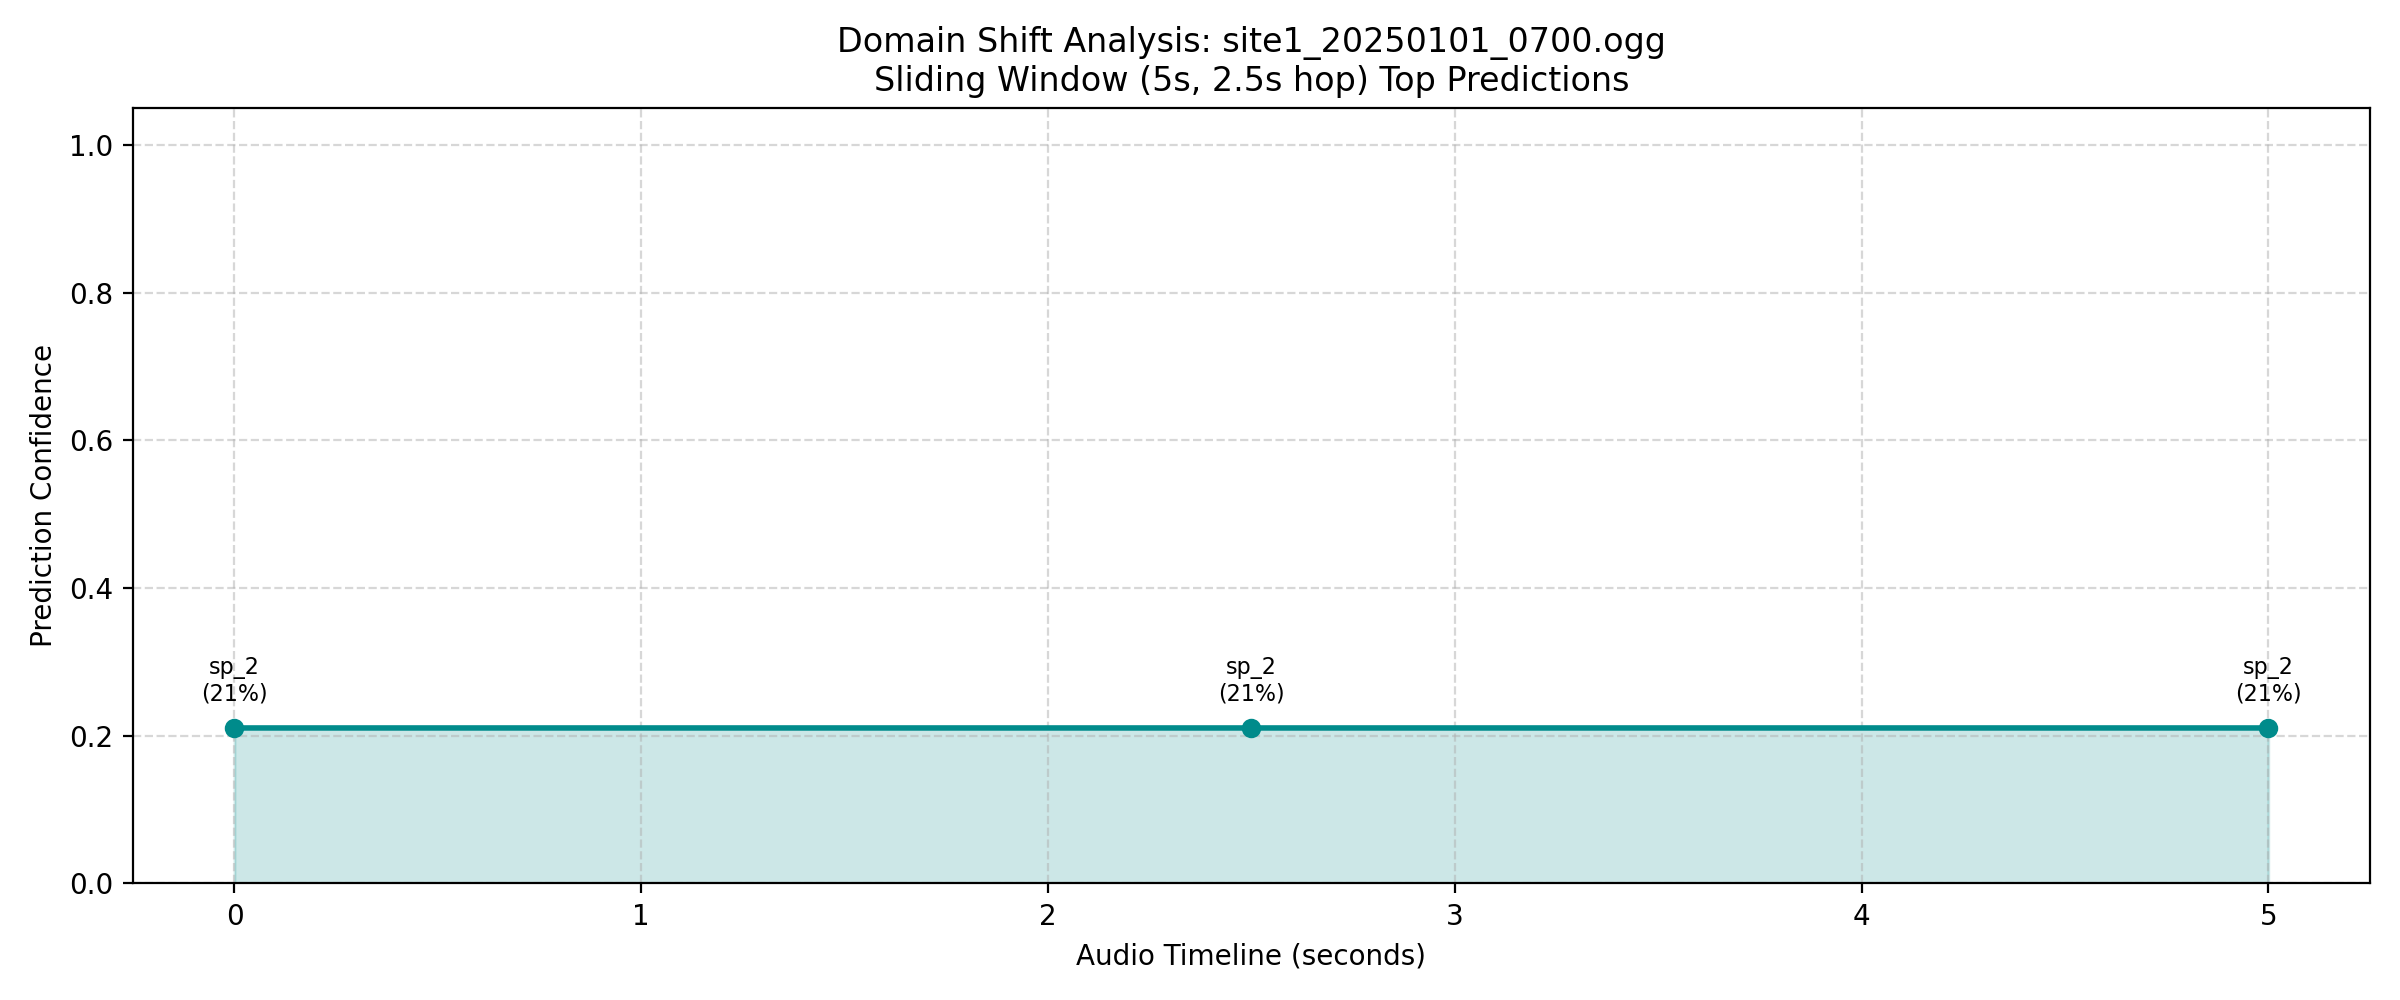 Domain Shift Analysis: site1_20250101_0700.ogg
Sliding Window (5s, 2.5s hop) Top Predictions
Prediction Confidence
1.0
0.8
0.6
0.4
0.2
0.0
sp_2
(21%)
sp_2
(21%)
sp_2
(21%)
0
1
2
3
4
5
Audio Timeline (seconds)